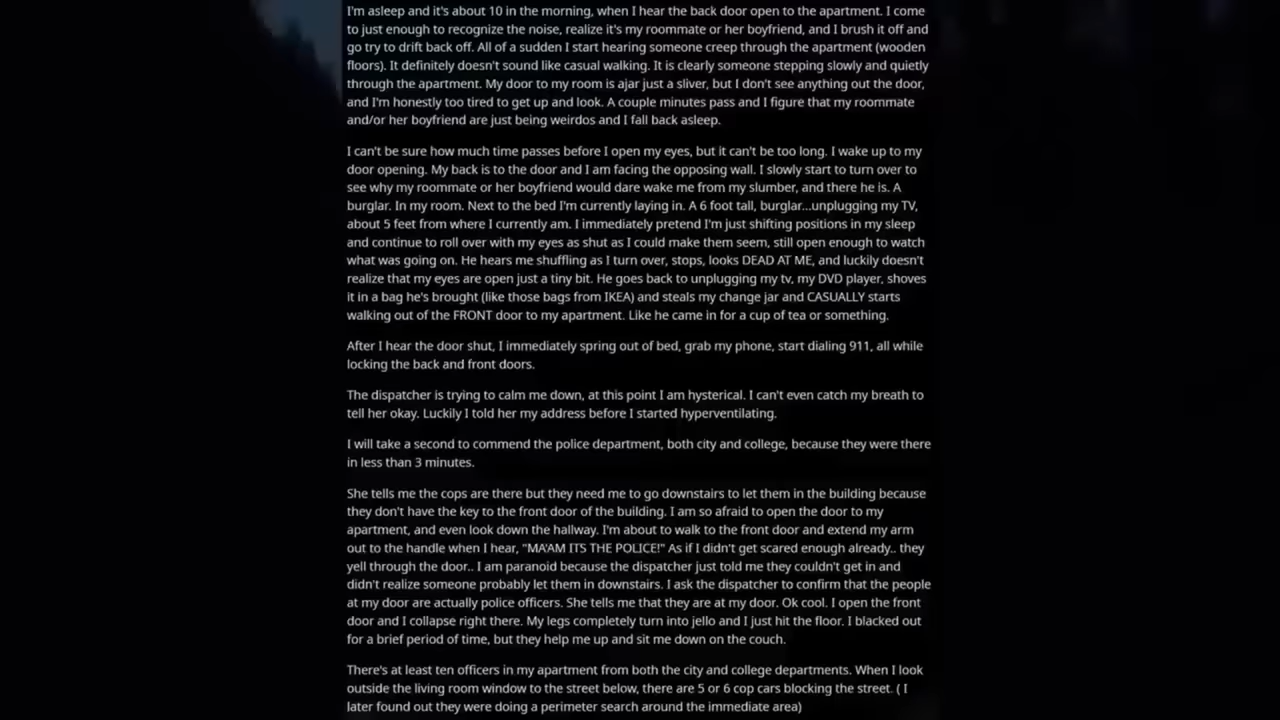 I'm asleep and it's about 10 in the morning, when I hear the back door open to the apartment. I come
to just enough to recognize the noise, realize it's my roommate or her boyfriend, and I brush it off and
go try to drift back off. All of a sudden I start hearing someone creep through the apartment (wooden
floors). It definitely doesn't sound like casual walking. It is clearly someone stepping slowly and quietly
through the apartment. My door to my room is ajar just a sliver, but I don't see anything out the door,
and I'm honestly too tired to get up and look. A couple minutes pass and I figure that my roommate
and/or her boyfriend are just being weirdos and I fall back asleep.
I can't be sure how much time passes before I open my eyes, but it can't be too long. I wake up to my
door opening. My back is to the door and I am facing the opposing wall. I slowly start to turn over to
see why my roommate or her boyfriend would dare wake me from my slumber, and there he is. A
burglar. In my room. Next to the bed I'm currently laying in. A 6 foot tall, burglar...unplugging my TV,
about 5 feet from where I currently am. I immediately pretend I'm just shifting positions in my sleep
and continue to roll over with my eyes as shut as I could make them seem, still open enough to watch
what was going on. He hears me shuffling as I turn over, stops, looks DEAD AT ME, and luckily doesn't
realize that my eyes are open just a tiny bit. He goes back to unplugging my tv, my DVD player, shoves
it in a bag he's brought (like those bags from IKEA) and steals my change jar and CASUALLY starts
walking out of the FRONT door to my apartment. Like he came in for a cup of tea or something.
After I hear the door shut, I immediately spring out of bed, grab my phone, start dialing 911, all while
locking the back and front doors.
The dispatcher is trying to calm me down, at this point I am hysterical. I can't even catch my breath to
tell her okay. Luckily I told her my address before I started hyperventilating.
I will take a second to commend the police department, both city and college, because they were there
in less than 3 minutes.
She tells me the cops are there but they need me to go downstairs to let them in the building because
they don't have the key to the front door of the building. I am so afraid to open the door to my
apartment, and even look down the hallway. I'm about to walk to the front door and extend my arm
out to the handle when I hear, "MA'AM ITS THE POLICE!" As if I didn't get scared enough already.. they
yell through the door.. I am paranoid because the dispatcher just told me they couldn't get in and
didn't realize someone probably let them in downstairs. I ask the dispatcher to confirm that the people
at my door are actually police officers. She tells me that they are at my door. Ok cool. I open the front
door and I collapse right there. My legs completely turn into jello and I just hit the floor. I blacked out
for a brief period of time, but they help me up and sit me down on the couch.
There's at least ten officers in my apartment from both the city and college departments. When I look
outside the living room window to the street below, there are 5 or 6 cop cars blocking the street. ( I
later found out they were doing a perimeter search around the immediate area)